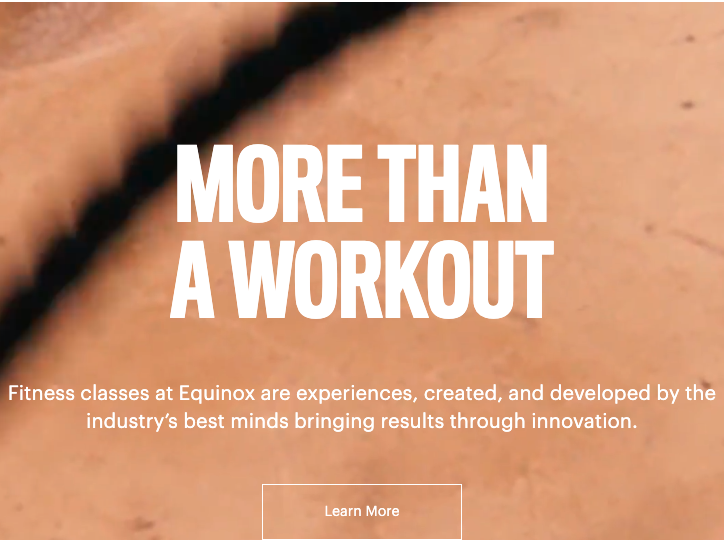 MORE THAN
A WORKOUT
Fitness classes at Equinox are experiences, created, and developed by the
industry’s best minds bringing results through innovation.
Learn More